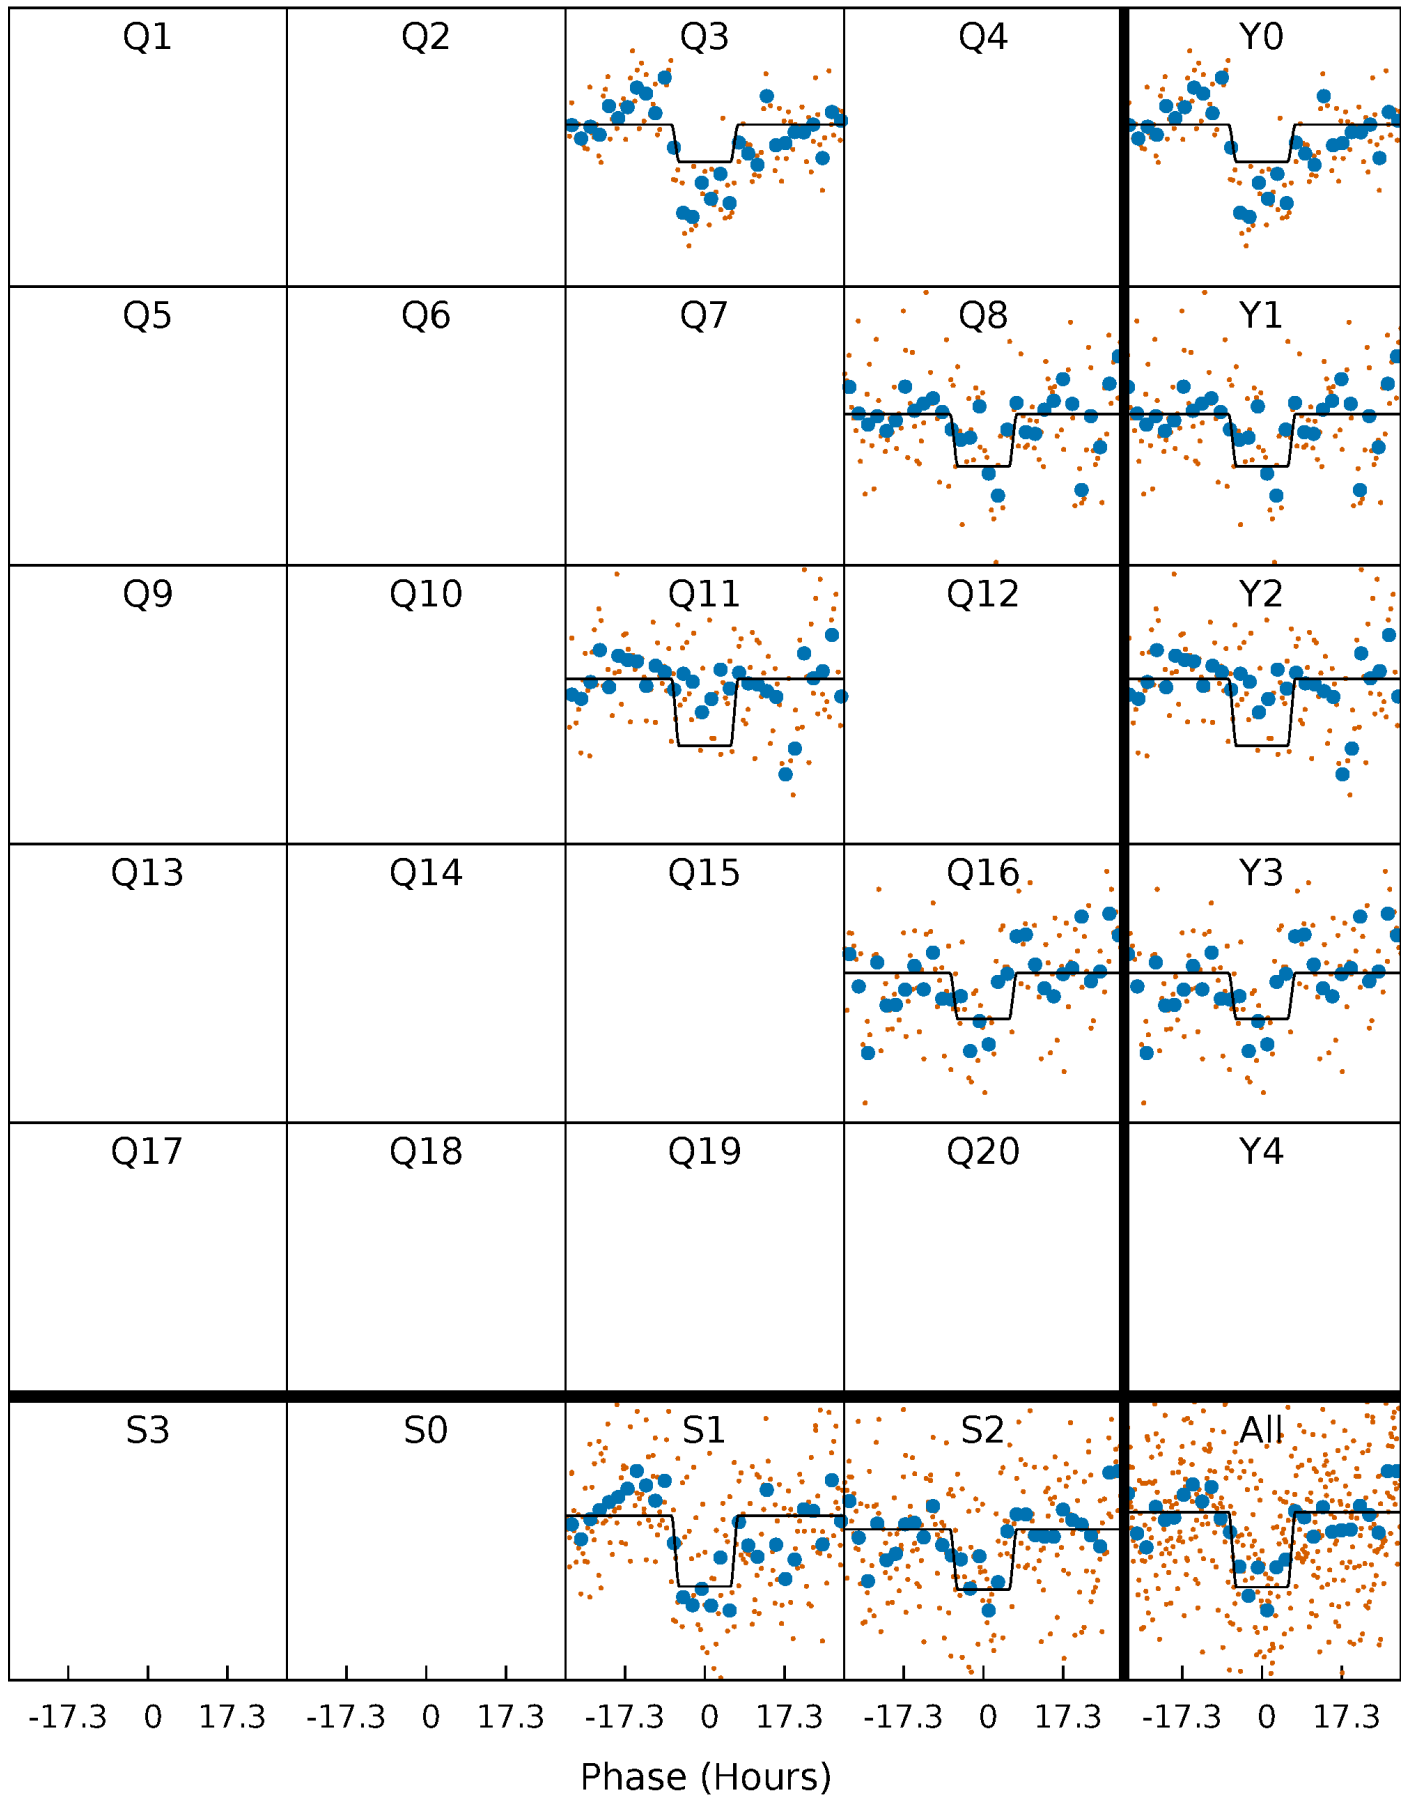 Q1 Q2 Q3 Q4 Y0
Q5 Q6 Q7 Q8 Y1
Q9 Q10 Q11 Q12 Y2
Q13 Q14 Q15 Q16 Y3
Q17 Q18 Q19 Q20 Y4
S3 S0 S1 S2 All
-17.3 0 17.3 -17.3 0 17.3 -17.3 0 17.3 -17.3 0 17.3 -17.3 0 17.3
Phase (Hours)